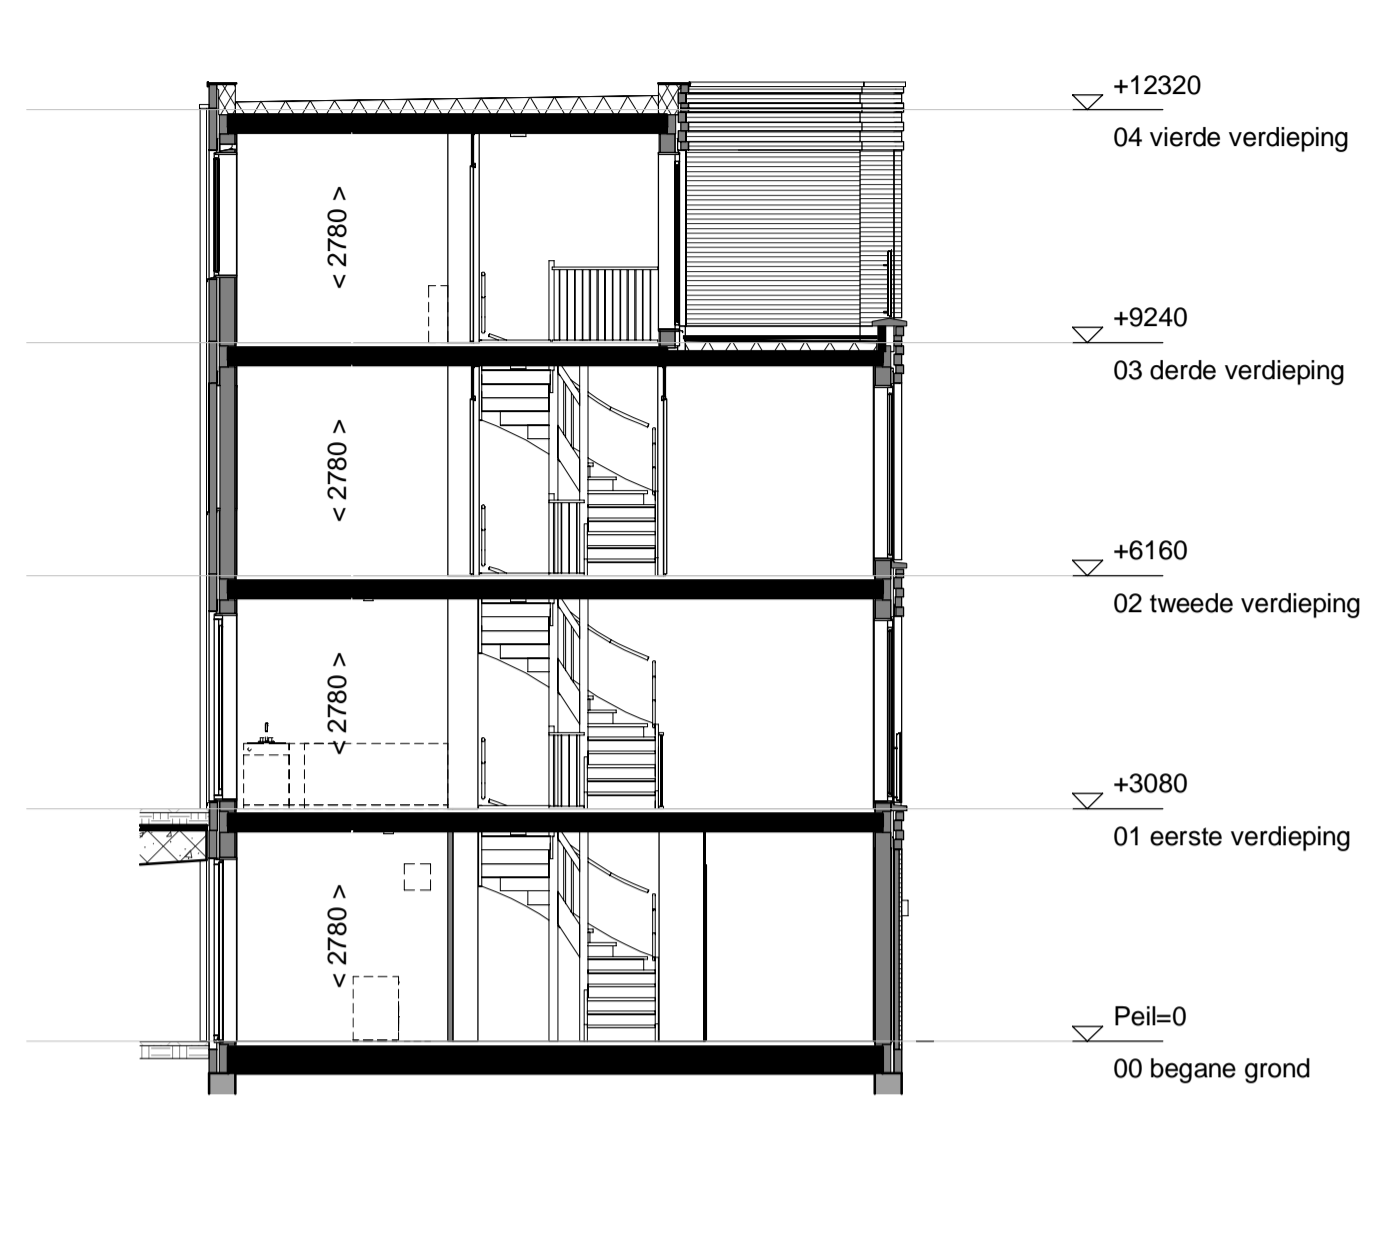 +12320
04 vierde verdieping
< 2780 >
+9240
03 derde verdieping
< 2780 >
+6160
02 tweede verdieping
< 2780 >
+3080
01 eerste verdieping
< 2780 >
Peil=0
00 begane grond